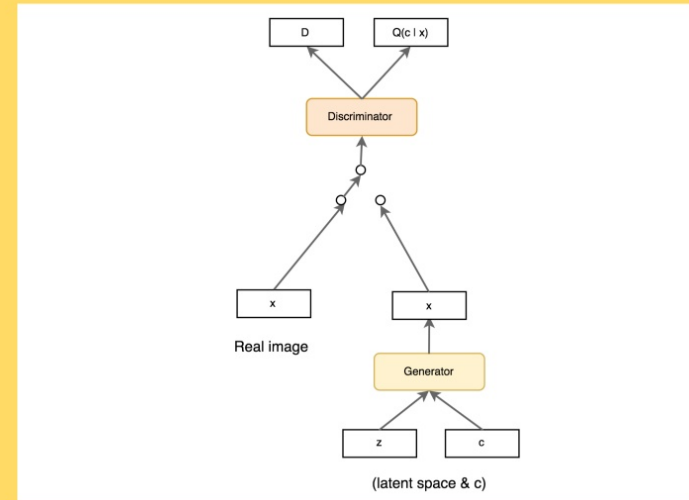 D
Q(c | x)
Discriminator
x
x
Real image
Generator
z
c
(latent space & c)